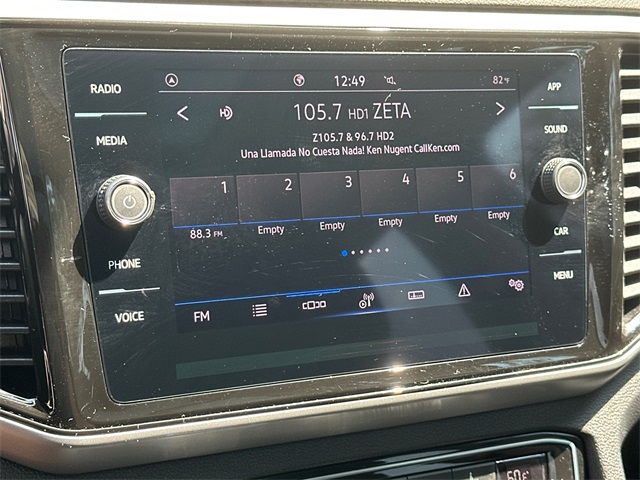 RADIO
MEDIA
PHONE
VOICE
12:49
82°F
< HD 105.7 HD1 ZETA >
Z105.7 & 96.7 HD2
Una Llamada No Cuesta Nada! Ken Nugent CallKen.com
1 2 3 4 5 6
88.3 FM Empty Empty Empty Empty Empty
FM
APP
SOUND
CAR
MENU
60°F